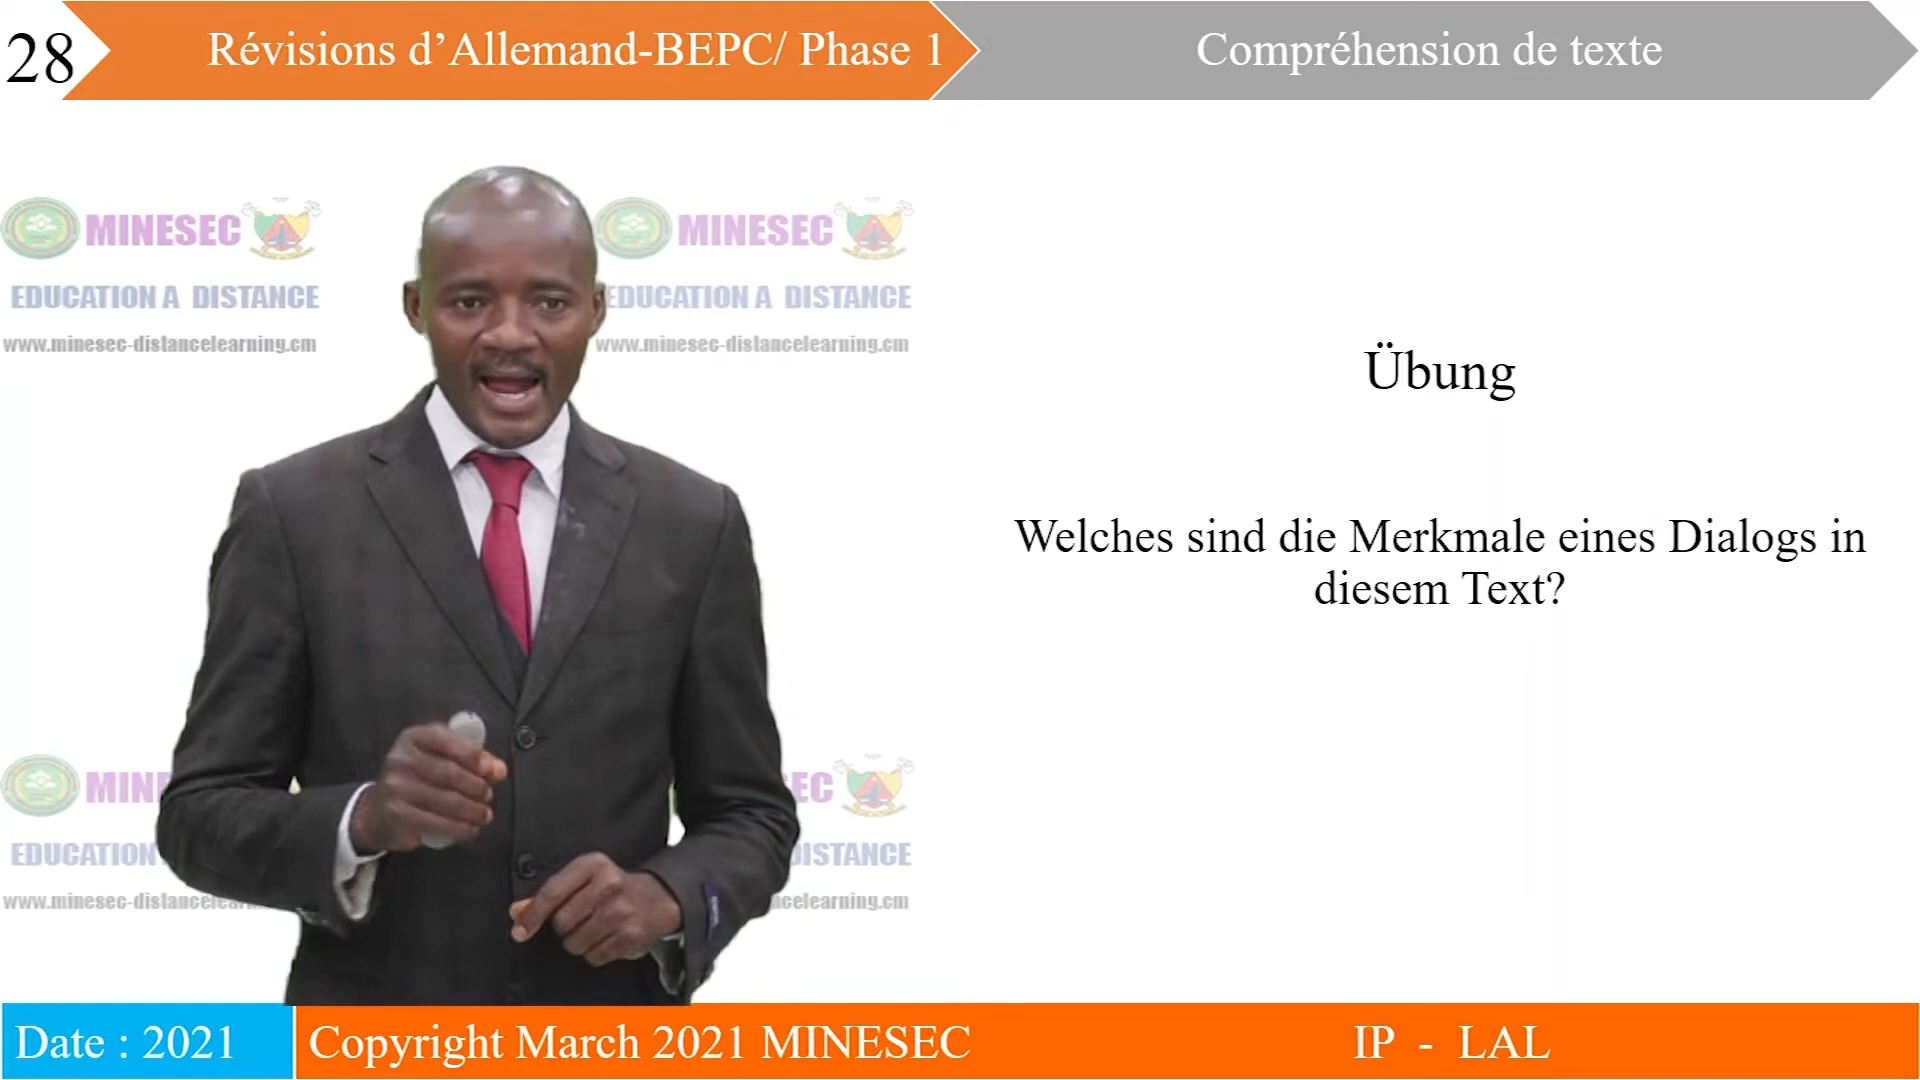 28
Révisions d’Allemand-BEPC/ Phase 1
Compréhension de texte
MINESEC
EDUCATION A DISTANCE
www.minesec-distancelearning.cm
MINESEC
EDUCATION A DISTANCE
www.minesec-distancelearning.cm
Übung
Welches sind die Merkmale eines Dialogs in
diesem Text?
Date : 2021
Copyright March 2021 MINESEC
IP - LAL